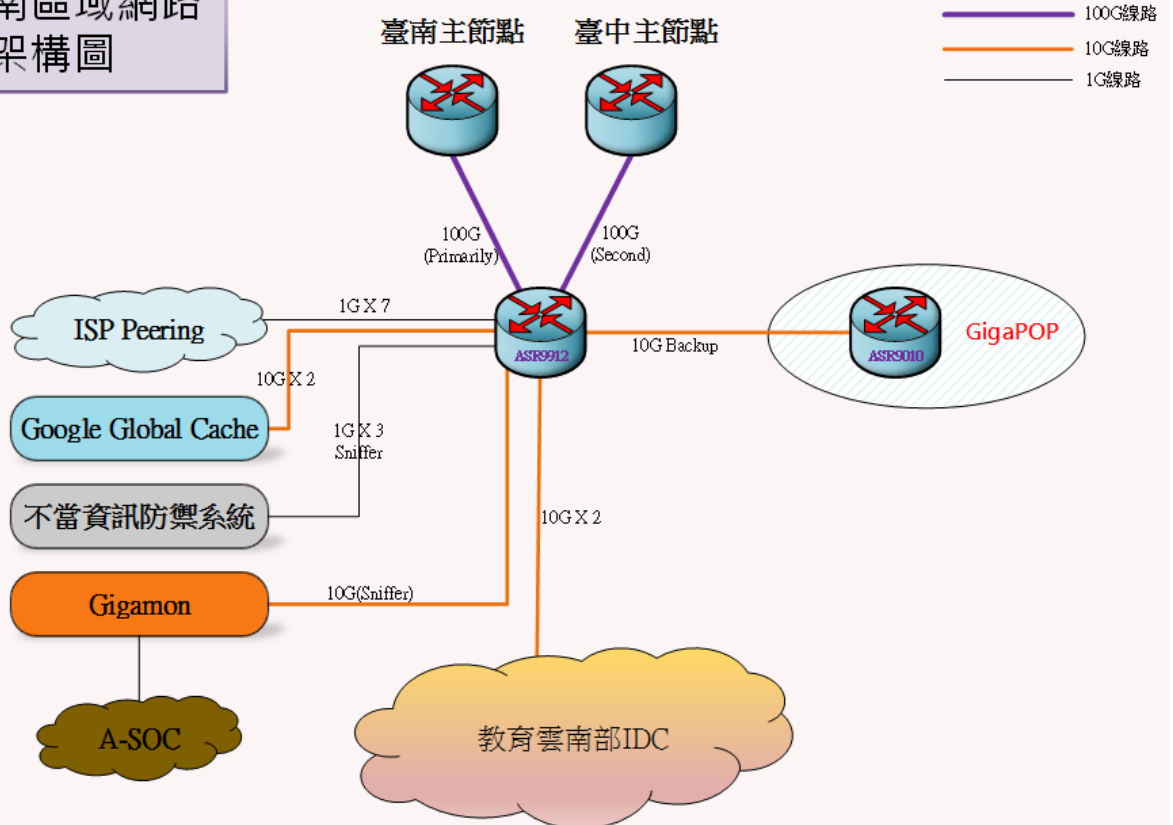 南區域網路
架構圖
臺南主節點
臺中主節點
100G線路
10G線路
1G線路
100G
(Primarily)
100G
(Second)
ISP Peering
1G X 7
ASR9912
10G Backup
ASR9010
GigaPOP
10G X 2
Google Global Cache
1G X 3
Sniffer
不當資訊防禦系統
10G X 2
Gigamon
10G(Sniffer)
A-SOC
教育雲南部IDC